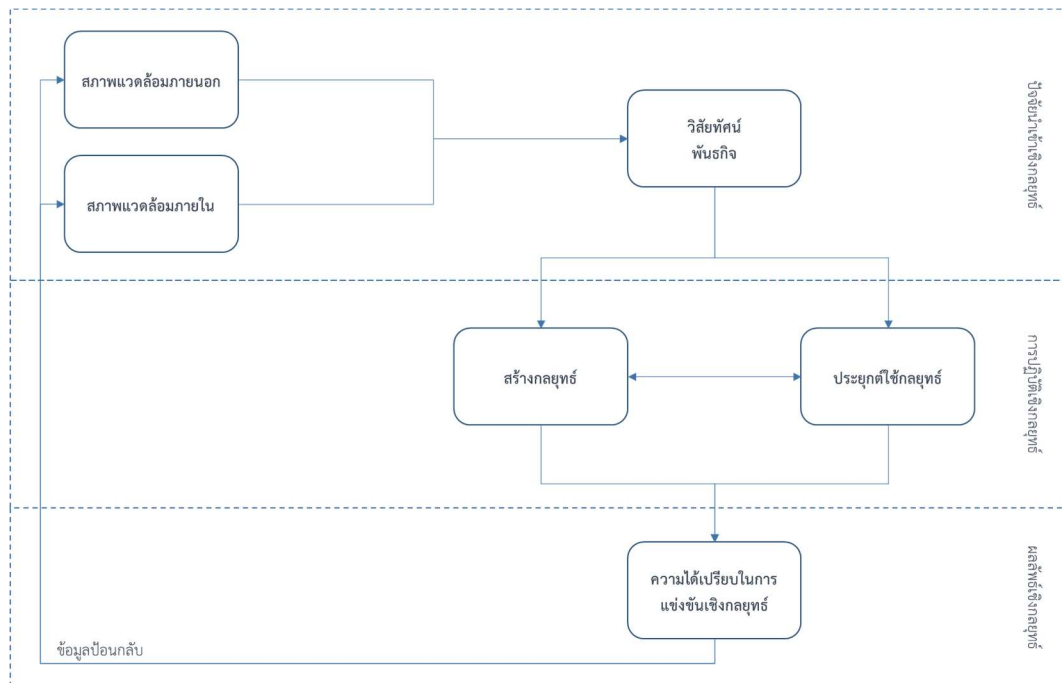 สภาพแวดล้อมภายนอก
วิสัยทัศน์
พันธกิจ
สภาพแวดล้อมภายใน
ปัจจัยนำเข้าเชิงกลยุทธ์
สร้างกลยุทธ์
ประยุกต์ใช้กลยุทธ์
การปฏิบัติเชิงกลยุทธ์
ความได้เปรียบในการ
แข่งขันเชิงกลยุทธ์
ผลลัพธ์เชิงกลยุทธ์
ข้อมูลป้อนกลับ